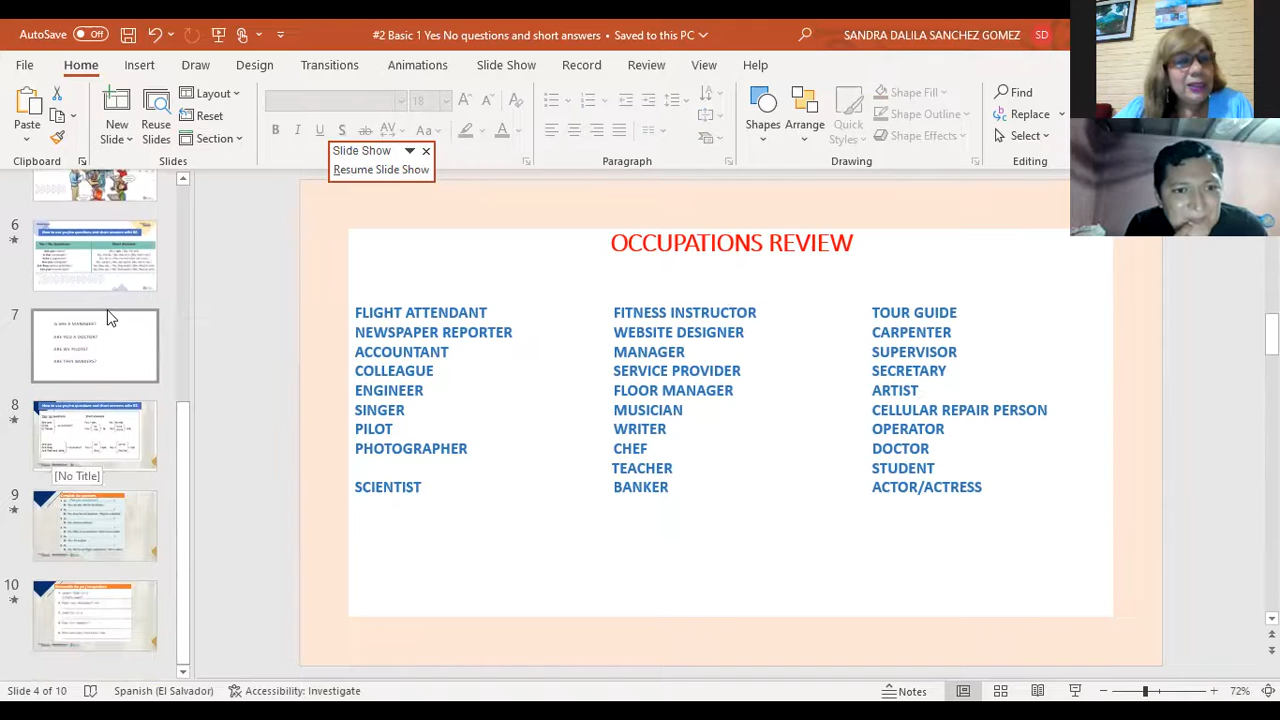 AutoSave Off #2 Basic 1 Yes No questions and short answers - Saved to this PC SANDRA DALILA SANCHEZ GOMEZ SD
File Home Insert Draw Design Transitions Animations Slide Show Record Review View Help
Paste
Clipboard
New Slide
Reuse Slides
Layout
Reset
Section
Slides
18
Paragraph
Shapes
Arrange
Quick Styles
Shape Fill
Shape Outline
Shape Effects
Drawing
Find
Replace
Select
Editing
Slide Show
Resume Slide Show
6
7
ARE YOU A DOCTOR?
8
[No Title]
9
10
OCCUPATIONS REVIEW
FLIGHT ATTENDANT
NEWSPAPER REPORTER
ACCOUNTANT
COLLEAGUE
ENGINEER
SINGER
PILOT
PHOTOGRAPHER
SCIENTIST
FITNESS INSTRUCTOR
WEBSITE DESIGNER
MANAGER
SERVICE PROVIDER
FLOOR MANAGER
MUSICIAN
WRITER
CHEF
TEACHER
BANKER
TOUR GUIDE
CARPENTER
SUPERVISOR
SECRETARY
ARTIST
CELLULAR REPAIR PERSON
OPERATOR
DOCTOR
STUDENT
ACTOR/ACTRESS
Slide 4 of 10 Spanish (El Salvador) Accessibility: Investigate Notes 72%